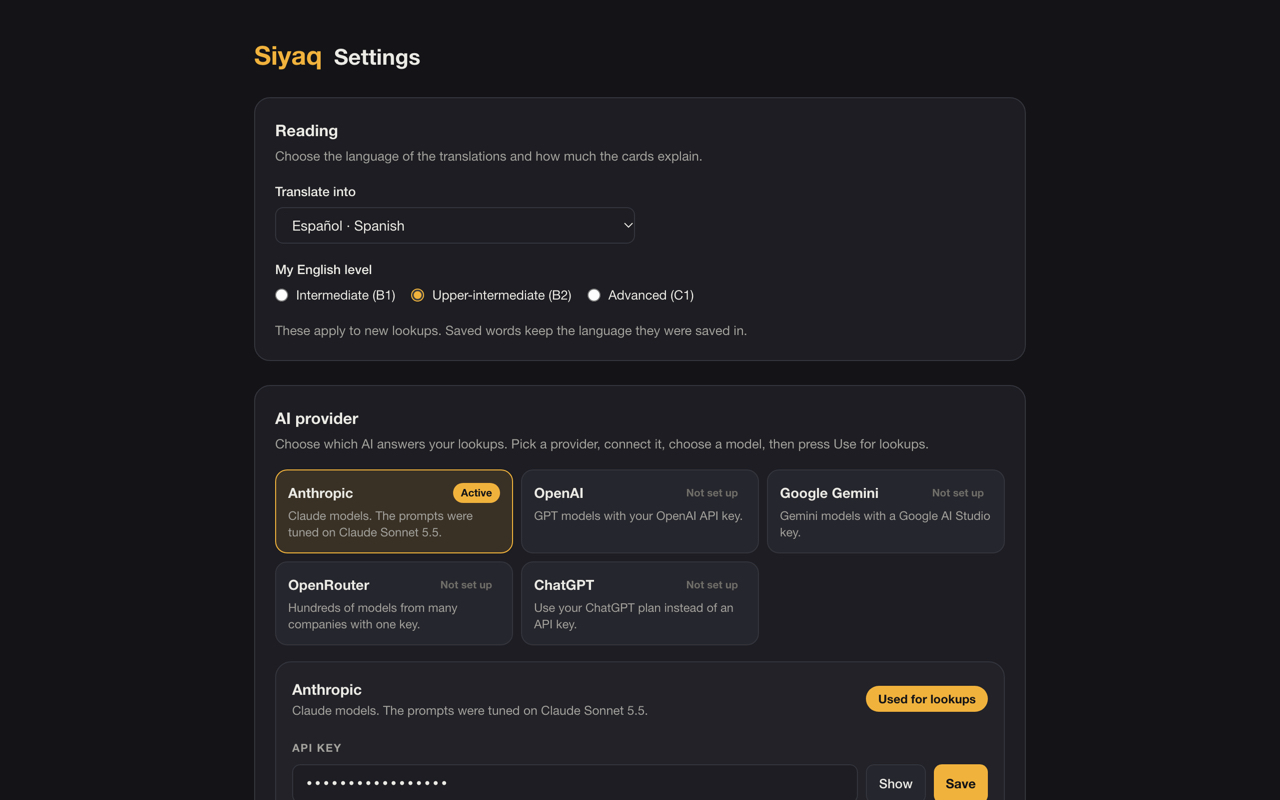 Siyaq Settings
Reading
Choose the language of the translations and how much the cards explain.
Translate into
Español · Spanish
My English level
Intermediate (B1) Upper-intermediate (B2) Advanced (C1)
These apply to new lookups. Saved words keep the language they were saved in.
AI provider
Choose which AI answers your lookups. Pick a provider, connect it, choose a model, then press Use for lookups.
Anthropic Active
Claude models. The prompts were
tuned on Claude Sonnet 5.5.
OpenAI Not set up
GPT models with your OpenAI API key.
Google Gemini Not set up
Gemini models with a Google AI Studio
key.
OpenRouter Not set up
Hundreds of models from many
companies with one key.
ChatGPT Not set up
Use your ChatGPT plan instead of an
API key.
Anthropic
Claude models. The prompts were tuned on Claude Sonnet 5.5.
Used for lookups
API KEY
•••••••••••••••• Show Save